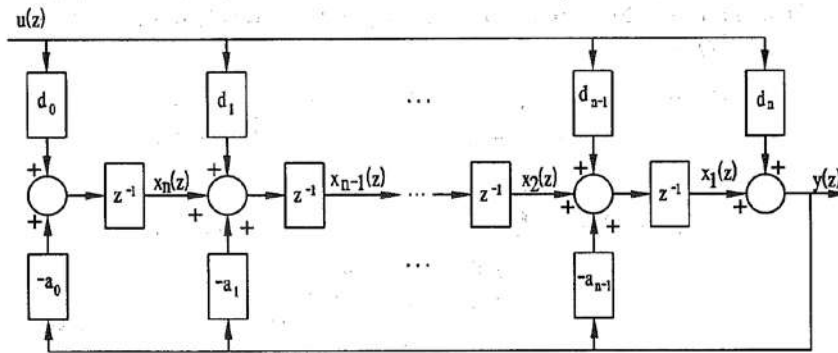 u(z)
d₀ d₁ ... dₙ₋₁ dₙ
+ + + +
z⁻¹ xₙ(z) z⁻¹ xₙ₋₁(z) ... z⁻¹ x₂(z) z⁻¹ x₁(z) y(z)
+ + + + + +
-a₀ -a₁ ... -aₙ₋₁